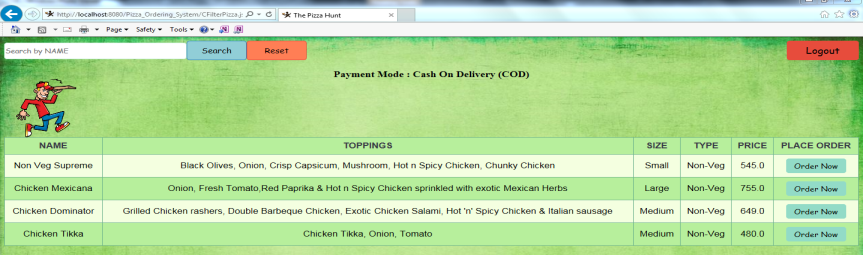 http://localhost:8080/Pizza_Ordering_System/CFilterPizza.j
The Pizza Hunt
Page Safety Tools
Search by NAME Search Reset Logout
Payment Mode : Cash On Delivery (COD)
NAME TOPPINGS SIZE TYPE PRICE PLACE ORDER
Non Veg Supreme Black Olives, Onion, Crisp Capsicum, Mushroom, Hot n Spicy Chicken, Chunky Chicken Small Non-Veg 545.0 Order Now
Chicken Mexicana Onion, Fresh Tomato,Red Paprika & Hot n Spicy Chicken sprinkled with exotic Mexican Herbs Large Non-Veg 755.0 Order Now
Chicken Dominator Grilled Chicken rashers, Double Barbeque Chicken, Exotic Chicken Salami, Hot 'n' Spicy Chicken & Italian sausage Medium Non-Veg 649.0 Order Now
Chicken Tikka Chicken Tikka, Onion, Tomato Medium Non-Veg 480.0 Order Now